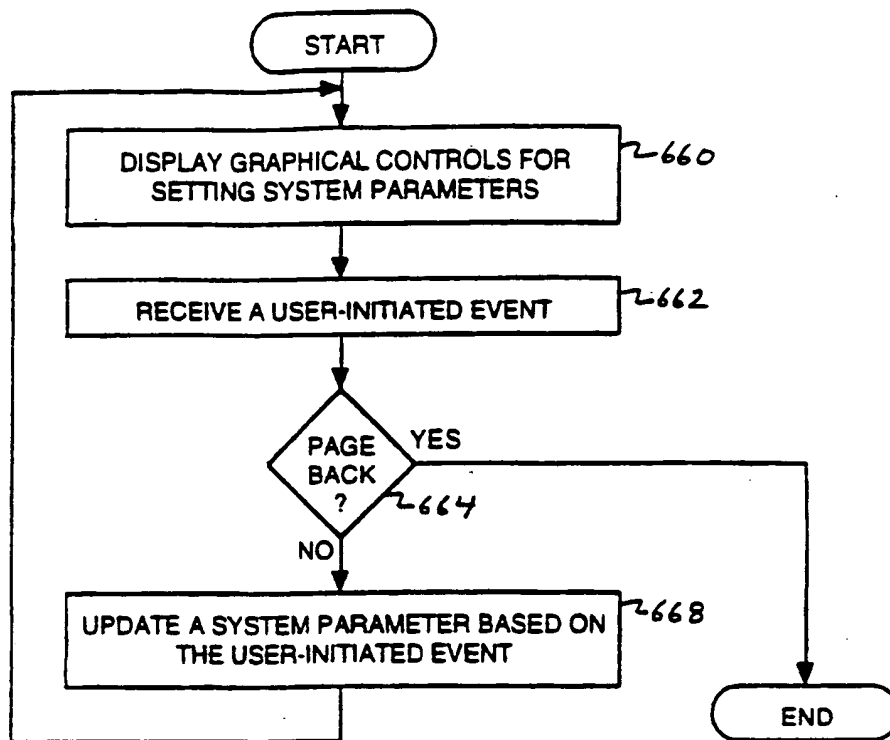 START
DISPLAY GRAPHICAL CONTROLS FOR
SETTING SYSTEM PARAMETERS
660
RECEIVE A USER-INITIATED EVENT
662
PAGE
BACK
?
YES
664
NO
UPDATE A SYSTEM PARAMETER BASED ON
THE USER-INITIATED EVENT
668
END